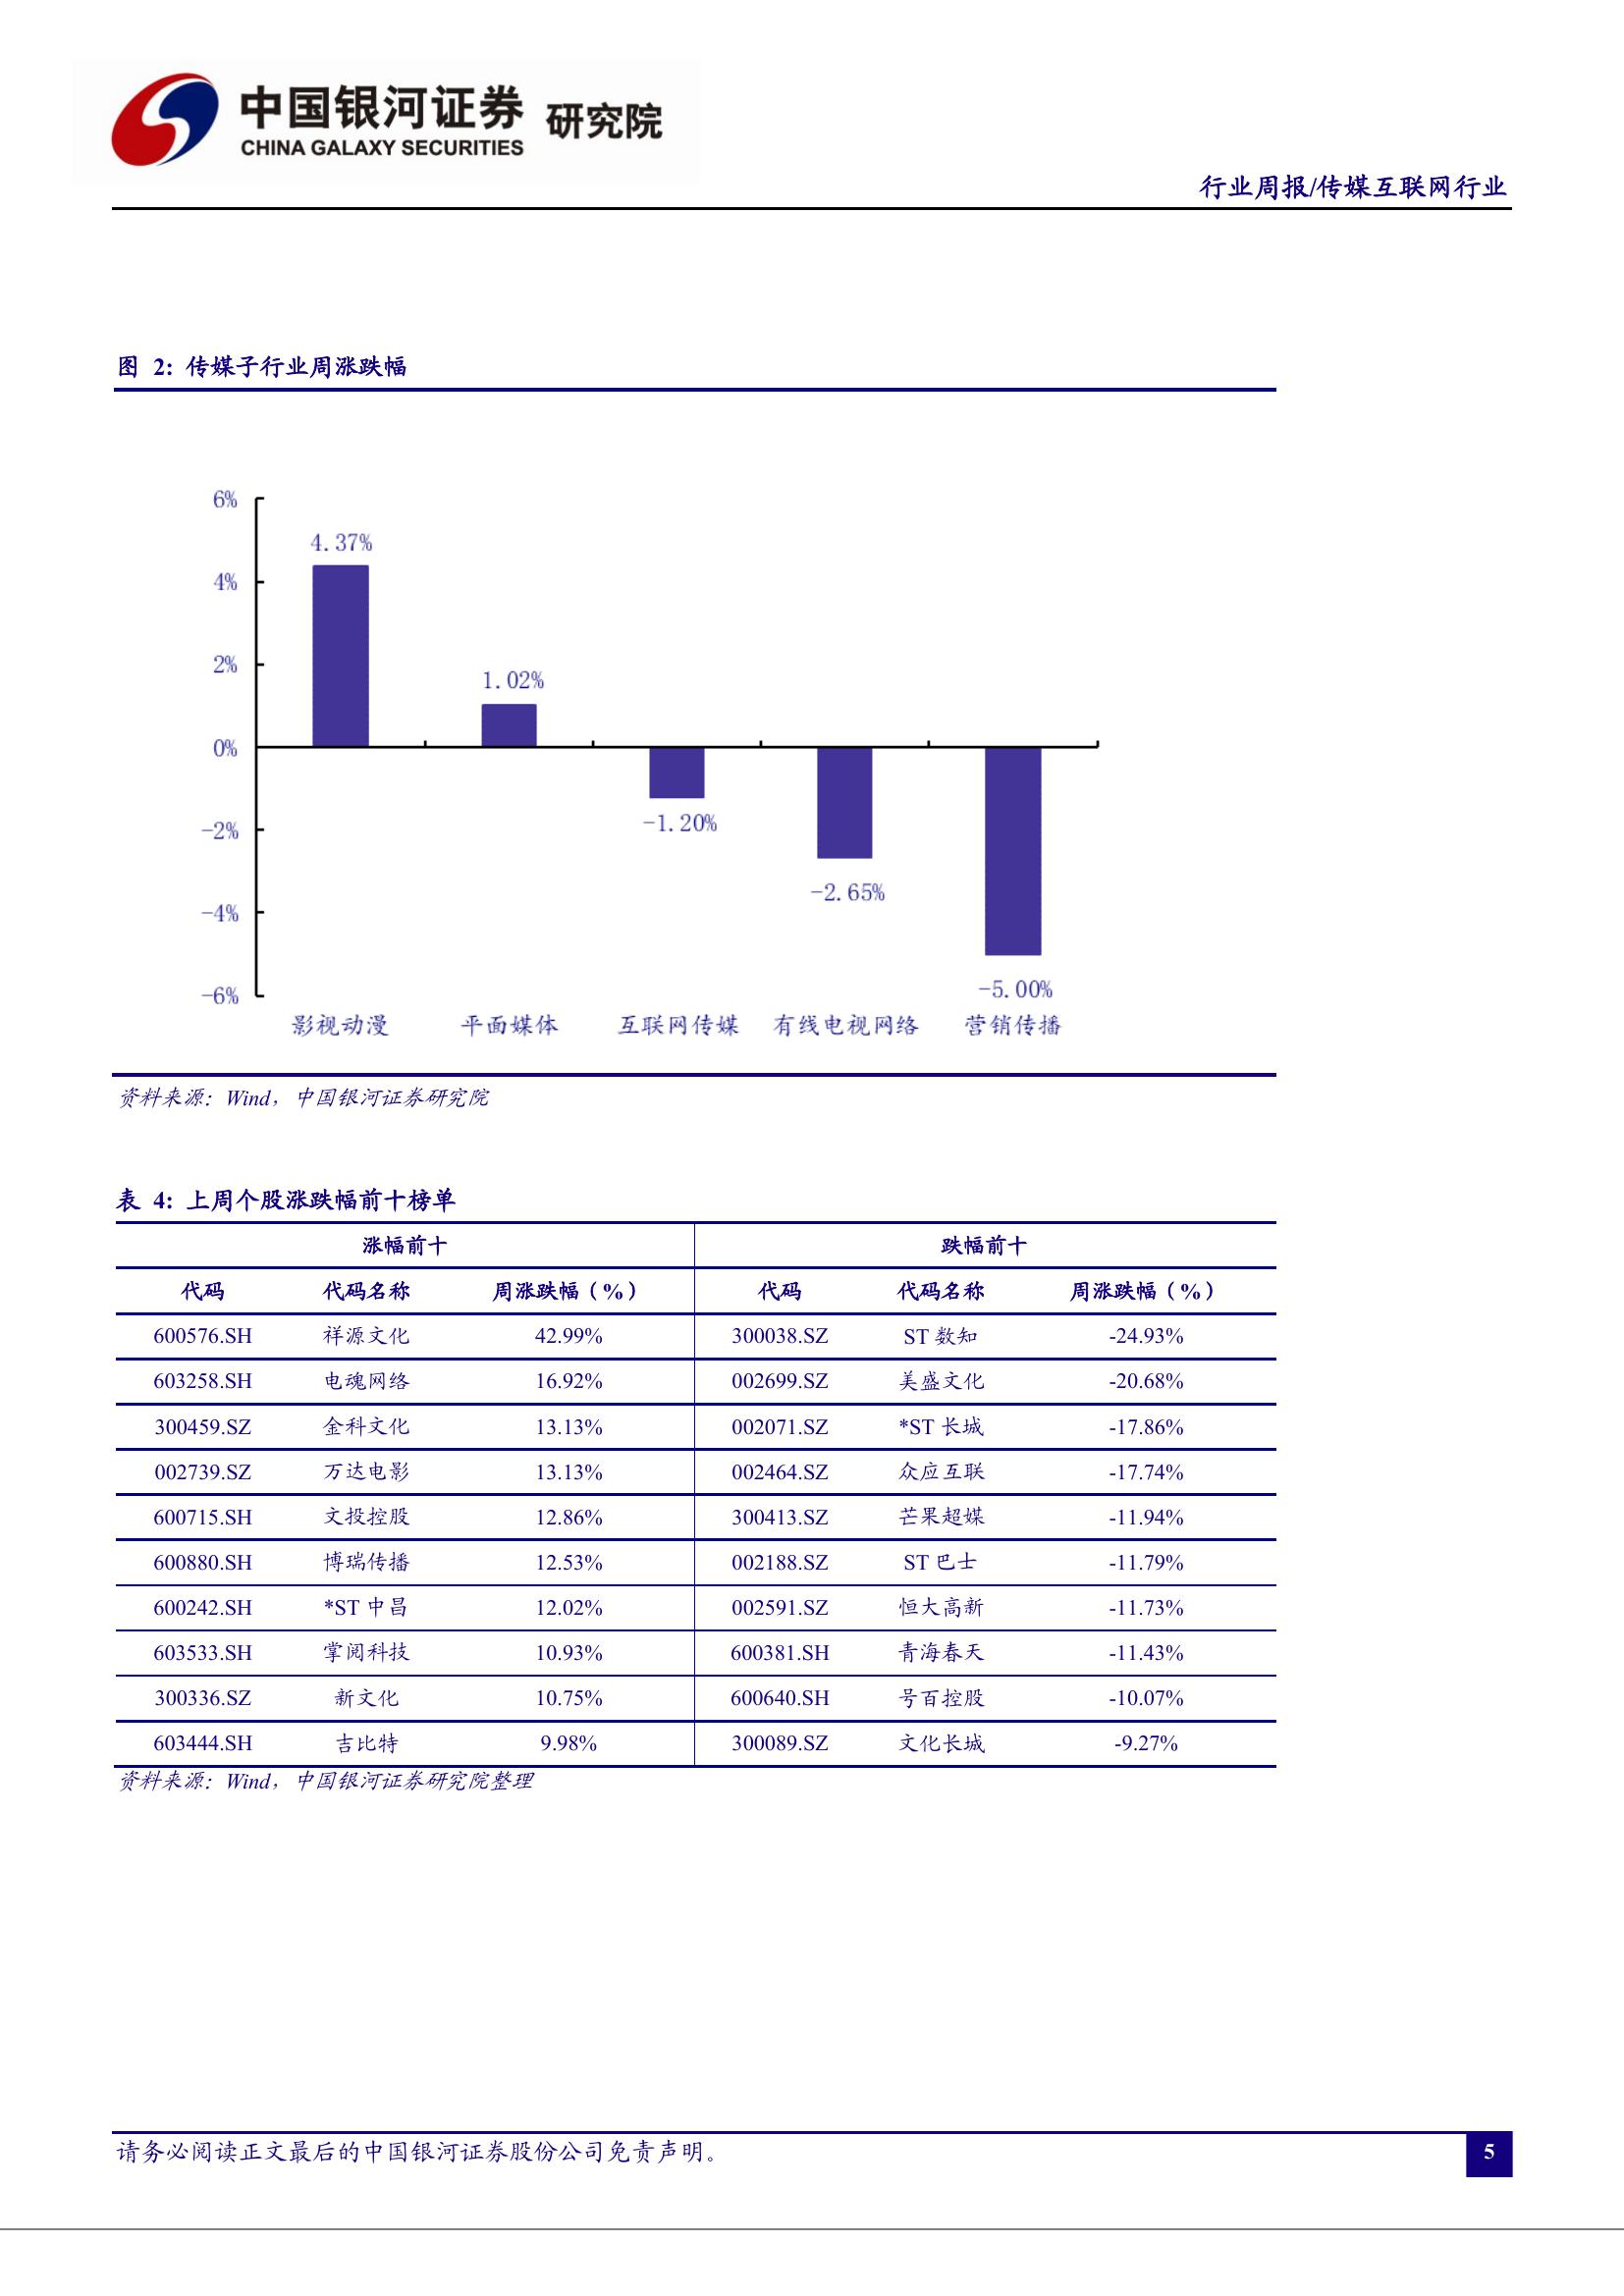 中国银河证券 研究院
CHINA GALAXY SECURITIES
行业周报/传媒互联网行业
图 2: 传媒子行业周涨跌幅
6%
4.37%
4%
2%
1.02%
0%
-2%
-1.20%
-2.65%
-4%
-5.00%
-6%
影视动漫 平面媒体 互联网传媒 有线电视网络 营销传播
资料来源：Wind，中国银河证券研究院
表 4: 上周个股涨跌幅前十榜单
涨幅前十 跌幅前十
代码 代码名称 周涨跌幅（%） 代码 代码名称 周涨跌幅（%）
600576.SH 祥源文化 42.99% 300038.SZ ST 数知 -24.93%
603258.SH 电魂网络 16.92% 002699.SZ 美盛文化 -20.68%
300459.SZ 金科文化 13.13% 002071.SZ *ST 长城 -17.86%
002739.SZ 万达电影 13.13% 002464.SZ 众应互联 -17.74%
600715.SH 文投控股 12.86% 300413.SZ 芒果超媒 -11.94%
600880.SH 博瑞传播 12.53% 002188.SZ ST 巴士 -11.79%
600242.SH *ST 中昌 12.02% 002591.SZ 恒大高新 -11.73%
603533.SH 掌阅科技 10.93% 600381.SH 青海春天 -11.43%
300336.SZ 新文化 10.75% 600640.SH 号百控股 -10.07%
603444.SH 吉比特 9.98% 300089.SZ 文化长城 -9.27%
资料来源：Wind，中国银河证券研究院整理
请务必阅读正文最后的中国银河证券股份公司免责声明。
5